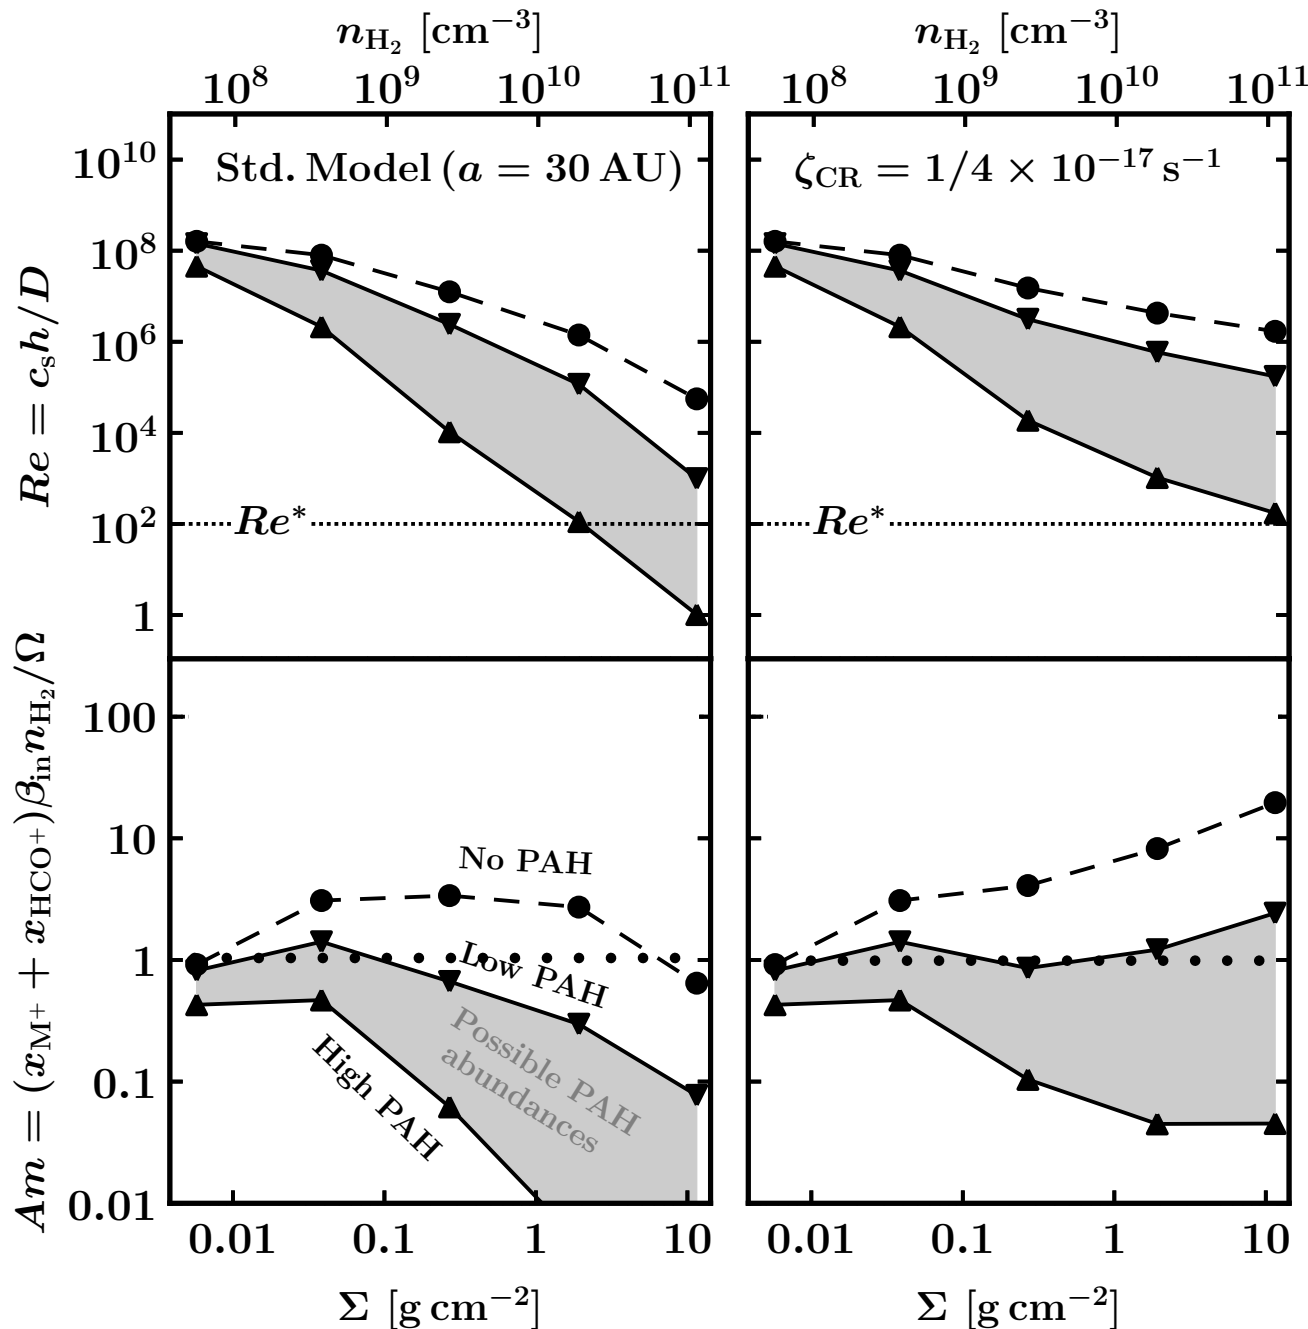 n_H₂ [cm⁻³]
n_H₂ [cm⁻³]
10⁸ 10⁹ 10¹⁰ 10¹¹
10⁸ 10⁹ 10¹⁰ 10¹¹
Re = c_s h/D
10¹⁰
10⁸
10⁶
10⁴
10²
1
Std. Model (a = 30 AU)
Re*
ζ_CR = 1/4 × 10⁻¹⁷ s⁻¹
Re*
Am = (x_M⁺ + x_HCO⁺)β_in n_H₂/Ω
100
10
1
0.1
0.01
No PAH
Low PAH
Possible PAH
abundances
High PAH
0.01 0.1 1 10
0.01 0.1 1 10
Σ [g cm⁻²]
Σ [g cm⁻²]